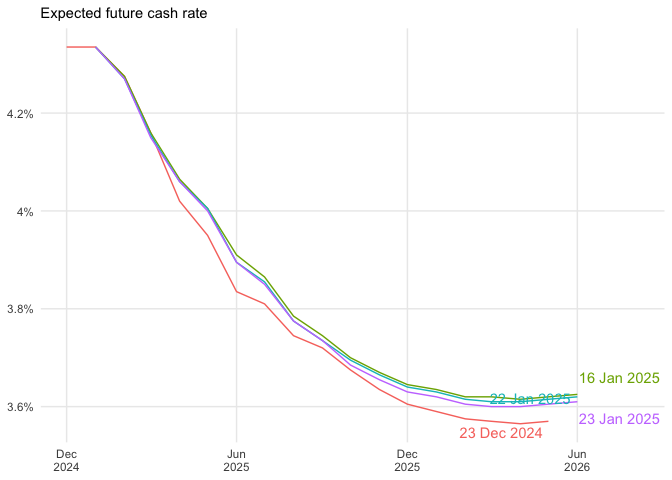 Expected future cash rate
4.2%
4%
3.8%
3.6%
16 Jan 2025
22 Jan 2025
23 Jan 2025
23 Dec 2024
Dec
2024
Jun
2025
Dec
2025
Jun
2026